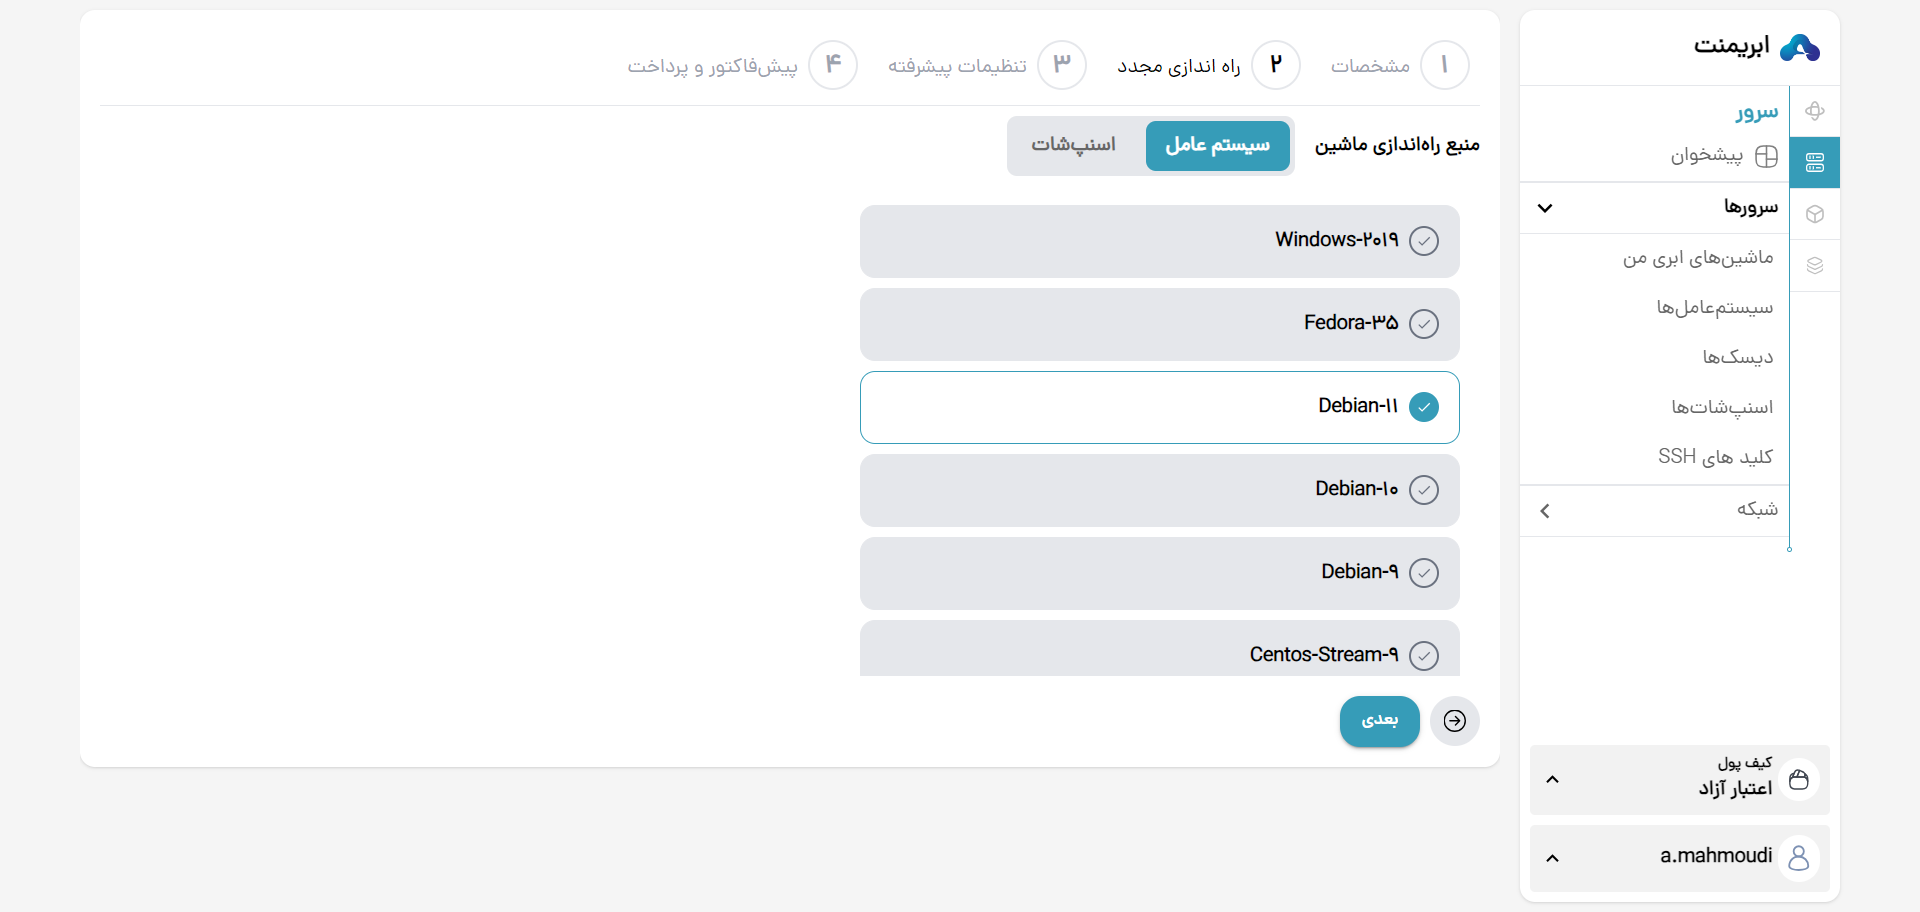 ابریمنت
سرور
پیشخوان
سرورها
ماشین‌های ابری من
سیستم‌عامل‌ها
دیسک‌ها
اسنپ‌شات‌ها
کلید های SSH
شبکه
کیف پول
اعتبار آزاد
a.mahmoudi
۱ مشخصات ۲ راه اندازی مجدد ۳ تنظیمات پیشرفته ۴ پیش‌فاکتور و پرداخت
منبع راه‌اندازی ماشین سیستم عامل اسنپ‌شات
Windows-۲۰۱۹
Fedora-۳۵
Debian-۱۱
Debian-۱۰
Debian-۹
Centos-Stream-۹
بعدی